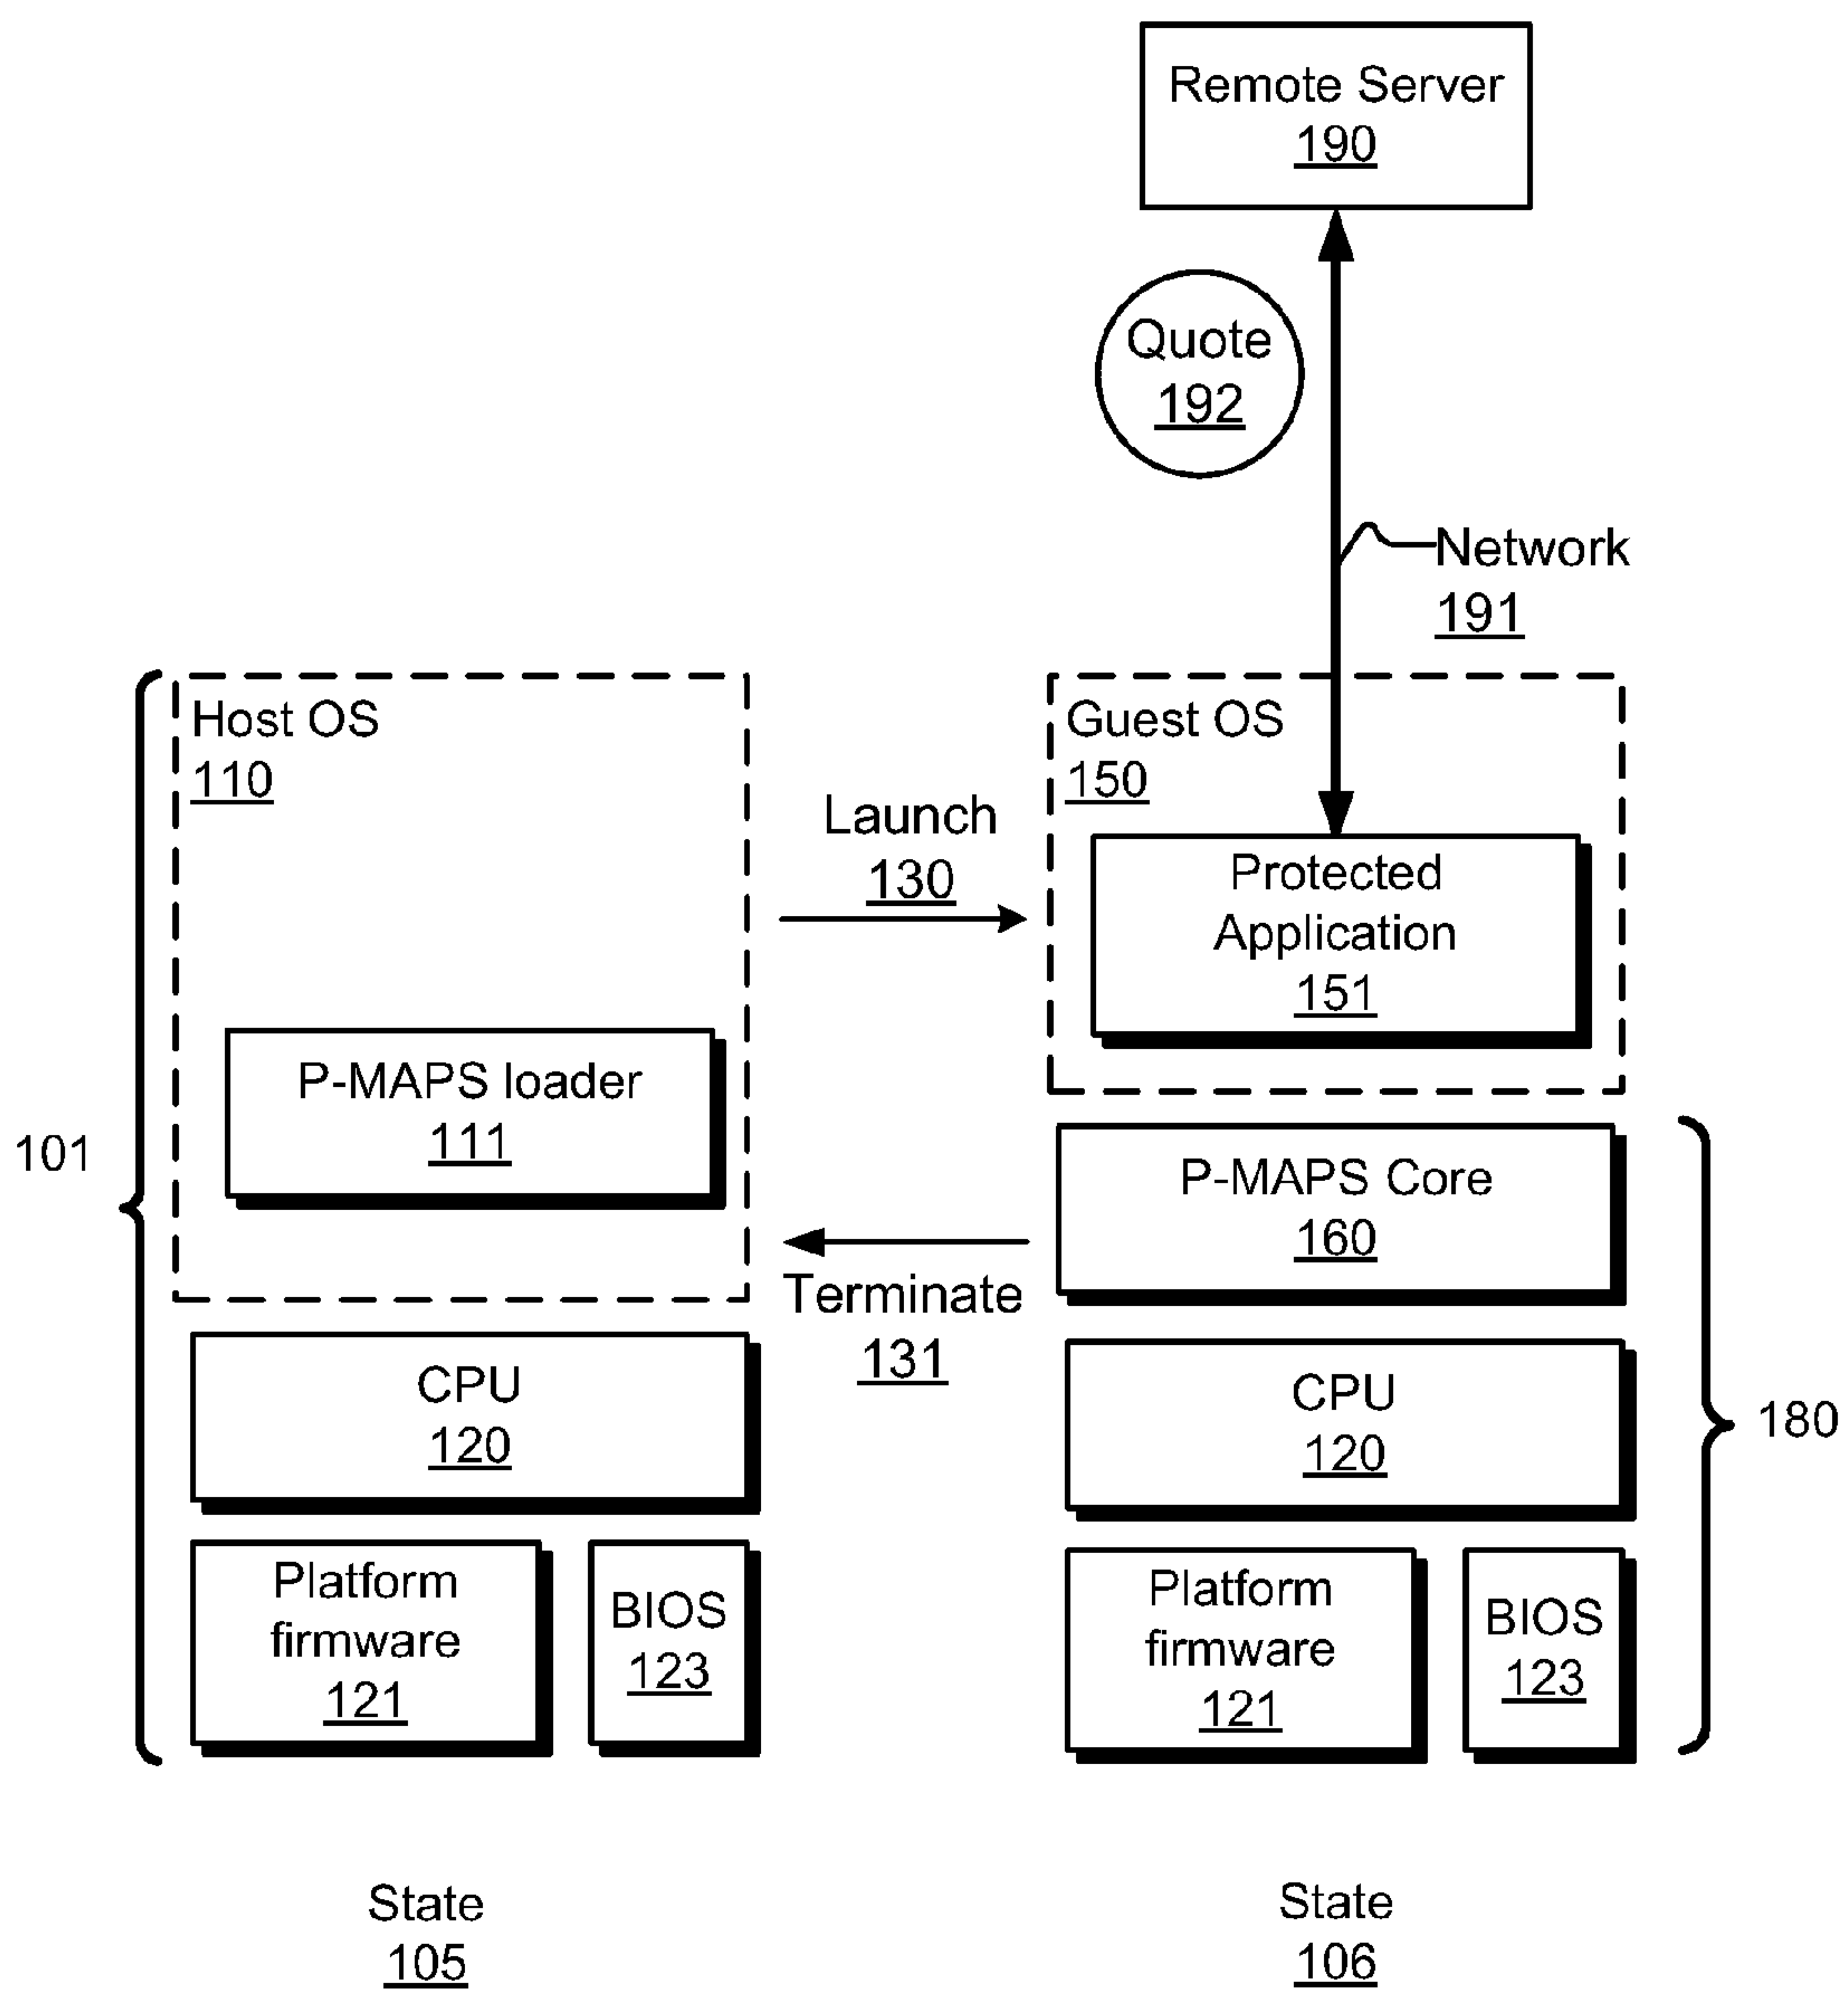 Remote Server
190
Quote
192
Network
191
Host OS
110
Guest OS
150
Launch
130
Protected
Application
151
P-MAPS loader
111
101
P-MAPS Core
160
Terminate
131
CPU
120
CPU
120
180
Platform
firmware
121
BIOS
123
Platform
firmware
121
BIOS
123
State
105
State
106